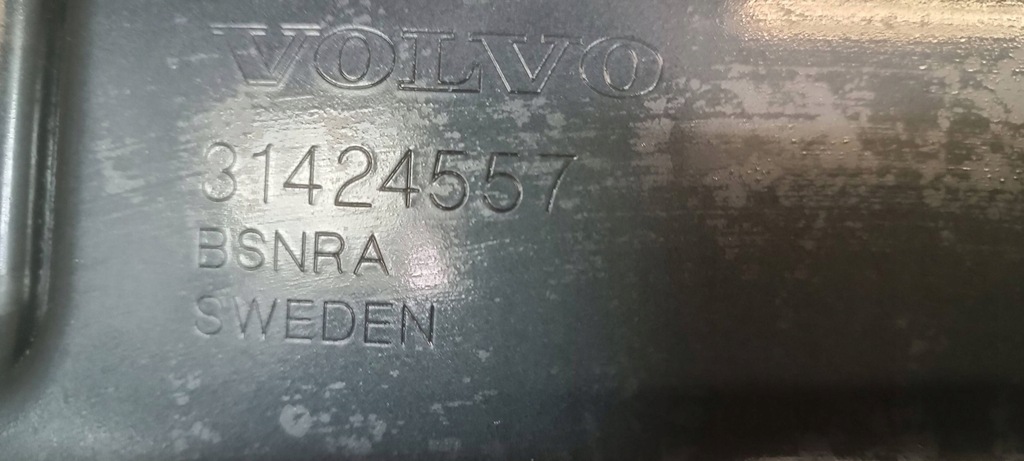 VOLVO
31424557
BSNRA
SWEDEN